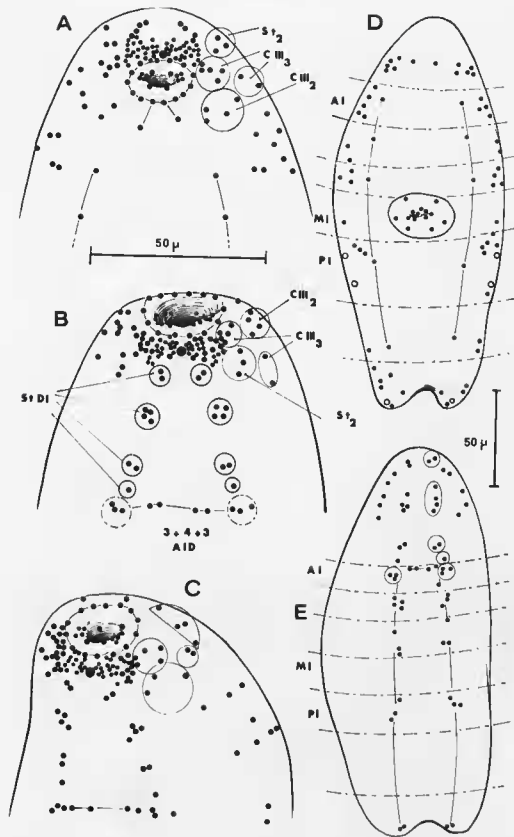 A
St2
CIII3
CIII2
50 µ
B
CIII2
CIII3
St2
St DI
3 + 4 + 3
AID
C
D
AI
MI
PI
50 µ
AI
MI
PI
E